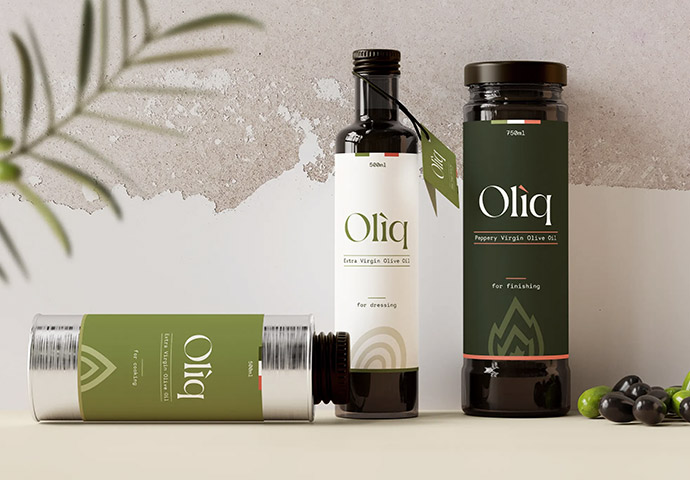 500ml
Olìq
Extra Virgin Olive Oil
for dressing
Olìq
750ml
Olìq
Peppery Virgin Olive Oil
for finishing
500ml
Olìq
Extra Virgin Olive Oil
for cooking